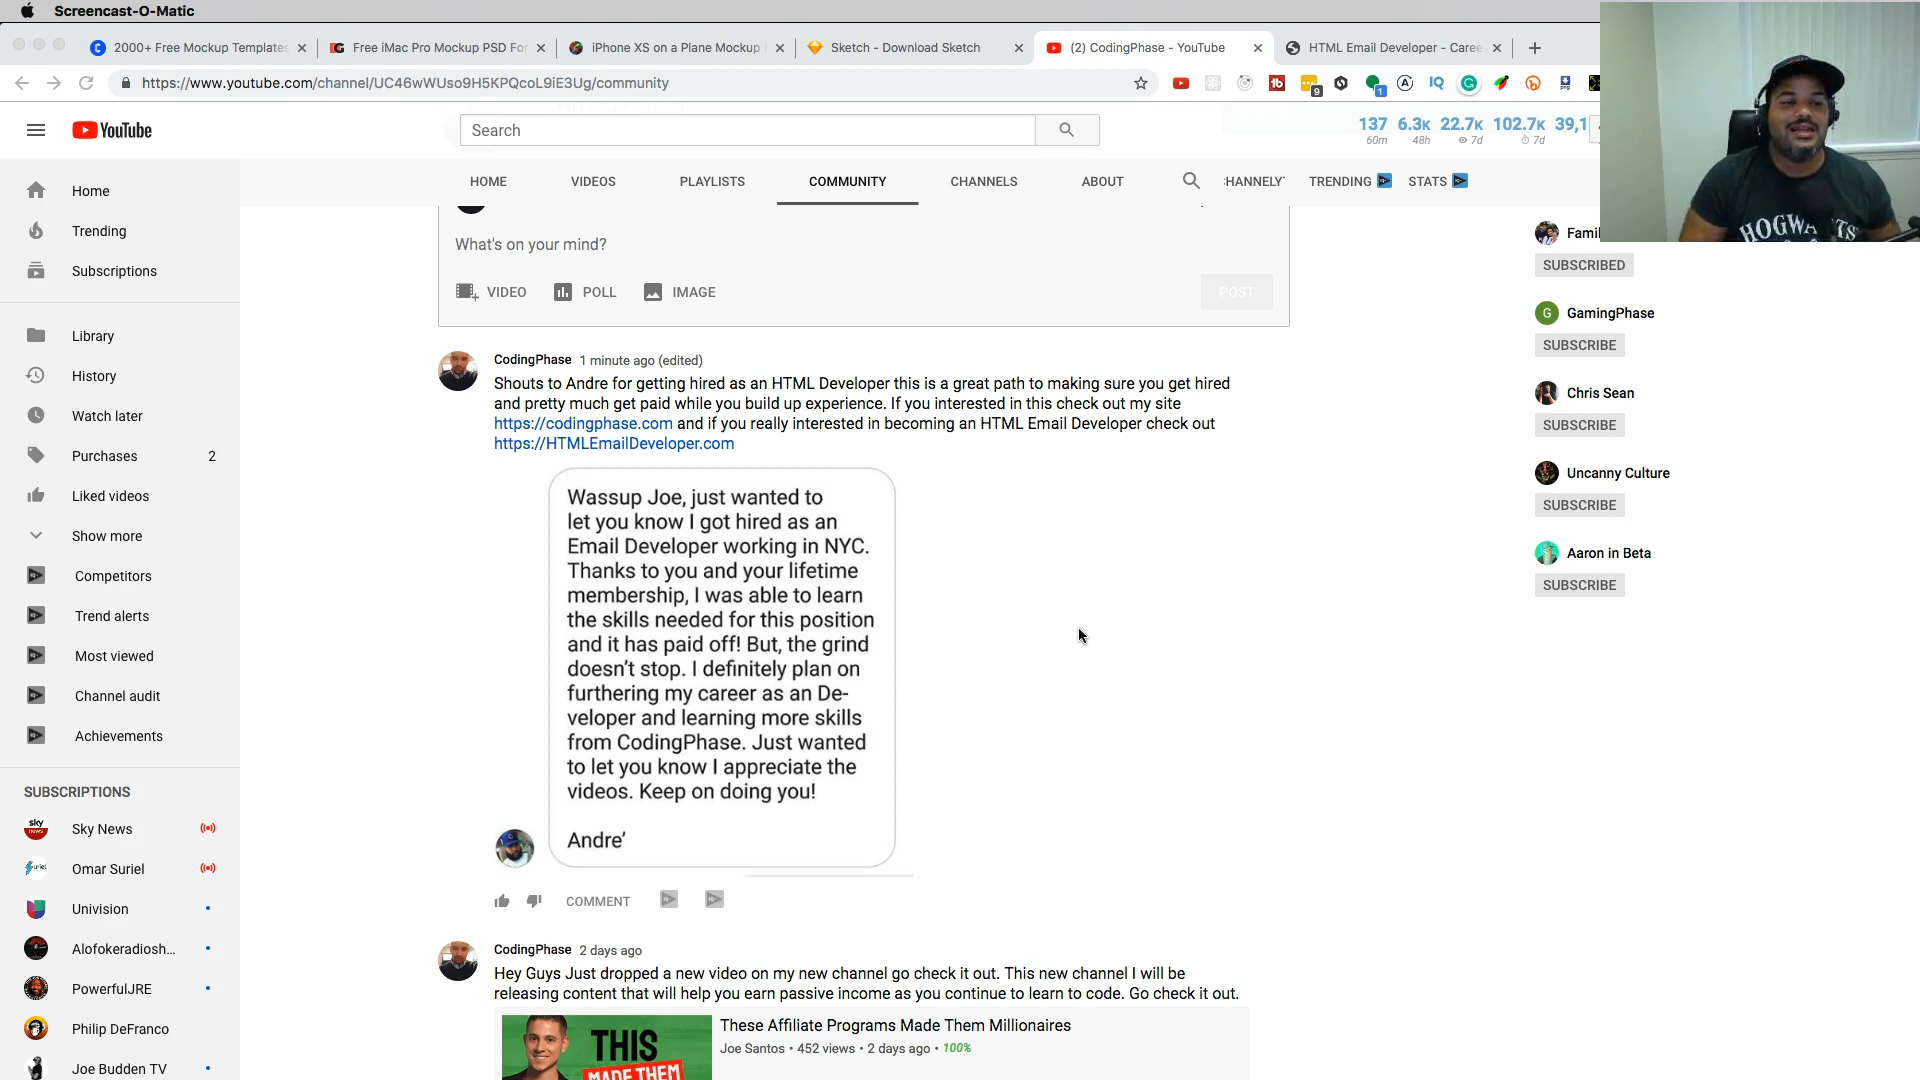 Screencast-O-Matic
2000+ Free Mockup Templates
Free iMac Pro Mockup PSD For
iPhone XS on a Plane Mockup
Sketch - Download Sketch
(2) CodingPhase - YouTube
HTML Email Developer - Caree
https://www.youtube.com/channel/UC46wWUso9H5KPQcoL9iE3Ug/community
YouTube
Search
137 6.3K 22.7K 102.7K 39,1
60m 48h 7d 7d
HOME VIDEOS PLAYLISTS COMMUNITY CHANNELS ABOUT HANNELY TRENDING STATS
HOGWA TS
Home
Trending
Subscriptions
Library
History
Watch later
Purchases 2
Liked videos
Show more
Competitors
Trend alerts
Most viewed
Channel audit
Achievements
SUBSCRIPTIONS
Sky News
Omar Suriel
Univision
Alofokeradiosh...
PowerfulJRE
Philip DeFranco
Joe Budden TV
What's on your mind?
VIDEO POLL IMAGE
POST
CodingPhase 1 minute ago (edited)
Shouts to Andre for getting hired as an HTML Developer this is a great path to making sure you get hired
and pretty much get paid while you build up experience. If you interested in this check out my site
https://codingphase.com and if you really interested in becoming an HTML Email Developer check out
https://HTMLEmailDeveloper.com
Wassup Joe, just wanted to
let you know I got hired as an
Email Developer working in NYC.
Thanks to you and your lifetime
membership, I was able to learn
the skills needed for this position
and it has paid off! But, the grind
doesn't stop. I definitely plan on
furthering my career as an De-
veloper and learning more skills
from CodingPhase. Just wanted
to let you know I appreciate the
videos. Keep on doing you!
Andre'
COMMENT
CodingPhase 2 days ago
Hey Guys Just dropped a new video on my new channel go check it out. This new channel I will be
releasing content that will help you earn passive income as you continue to learn to code. Go check it out.
THIS
MADE THEM
These Affiliate Programs Made Them Millionaires
Joe Santos • 452 views • 2 days ago • 100%
Famil
SUBSCRIBED
GamingPhase
SUBSCRIBE
Chris Sean
SUBSCRIBE
Uncanny Culture
SUBSCRIBE
Aaron in Beta
SUBSCRIBE